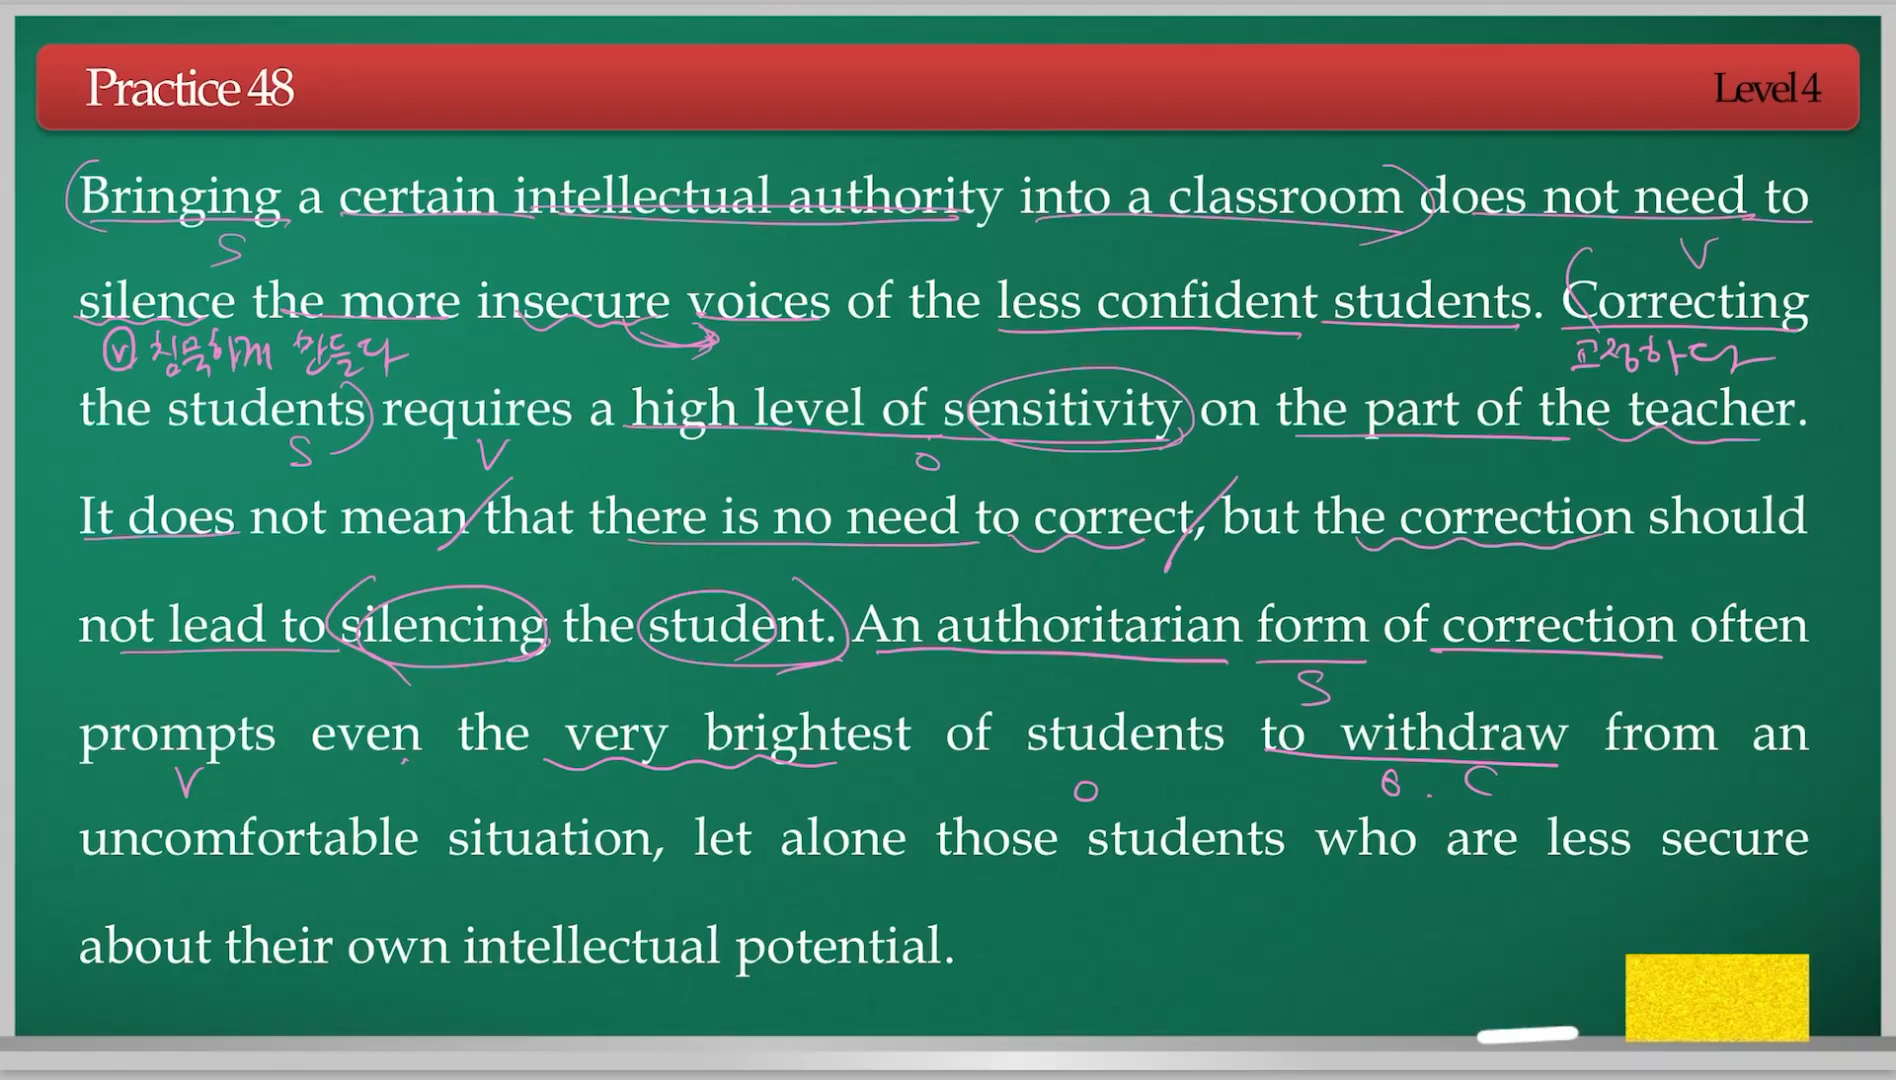 Practice 48
Level 4
Bringing a certain intellectual authority into a classroom does not need to
S
V
silence the more insecure voices of the less confident students. Correcting
ⓥ 침묵하게 만들다
교정하다
the students requires a high level of sensitivity on the part of the teacher.
S
V
O
It does not mean that there is no need to correct, but the correction should
not lead to silencing the student. An authoritarian form of correction often
S
prompts even the very brightest of students to withdraw from an
V
O
O.C
uncomfortable situation, let alone those students who are less secure
about their own intellectual potential.